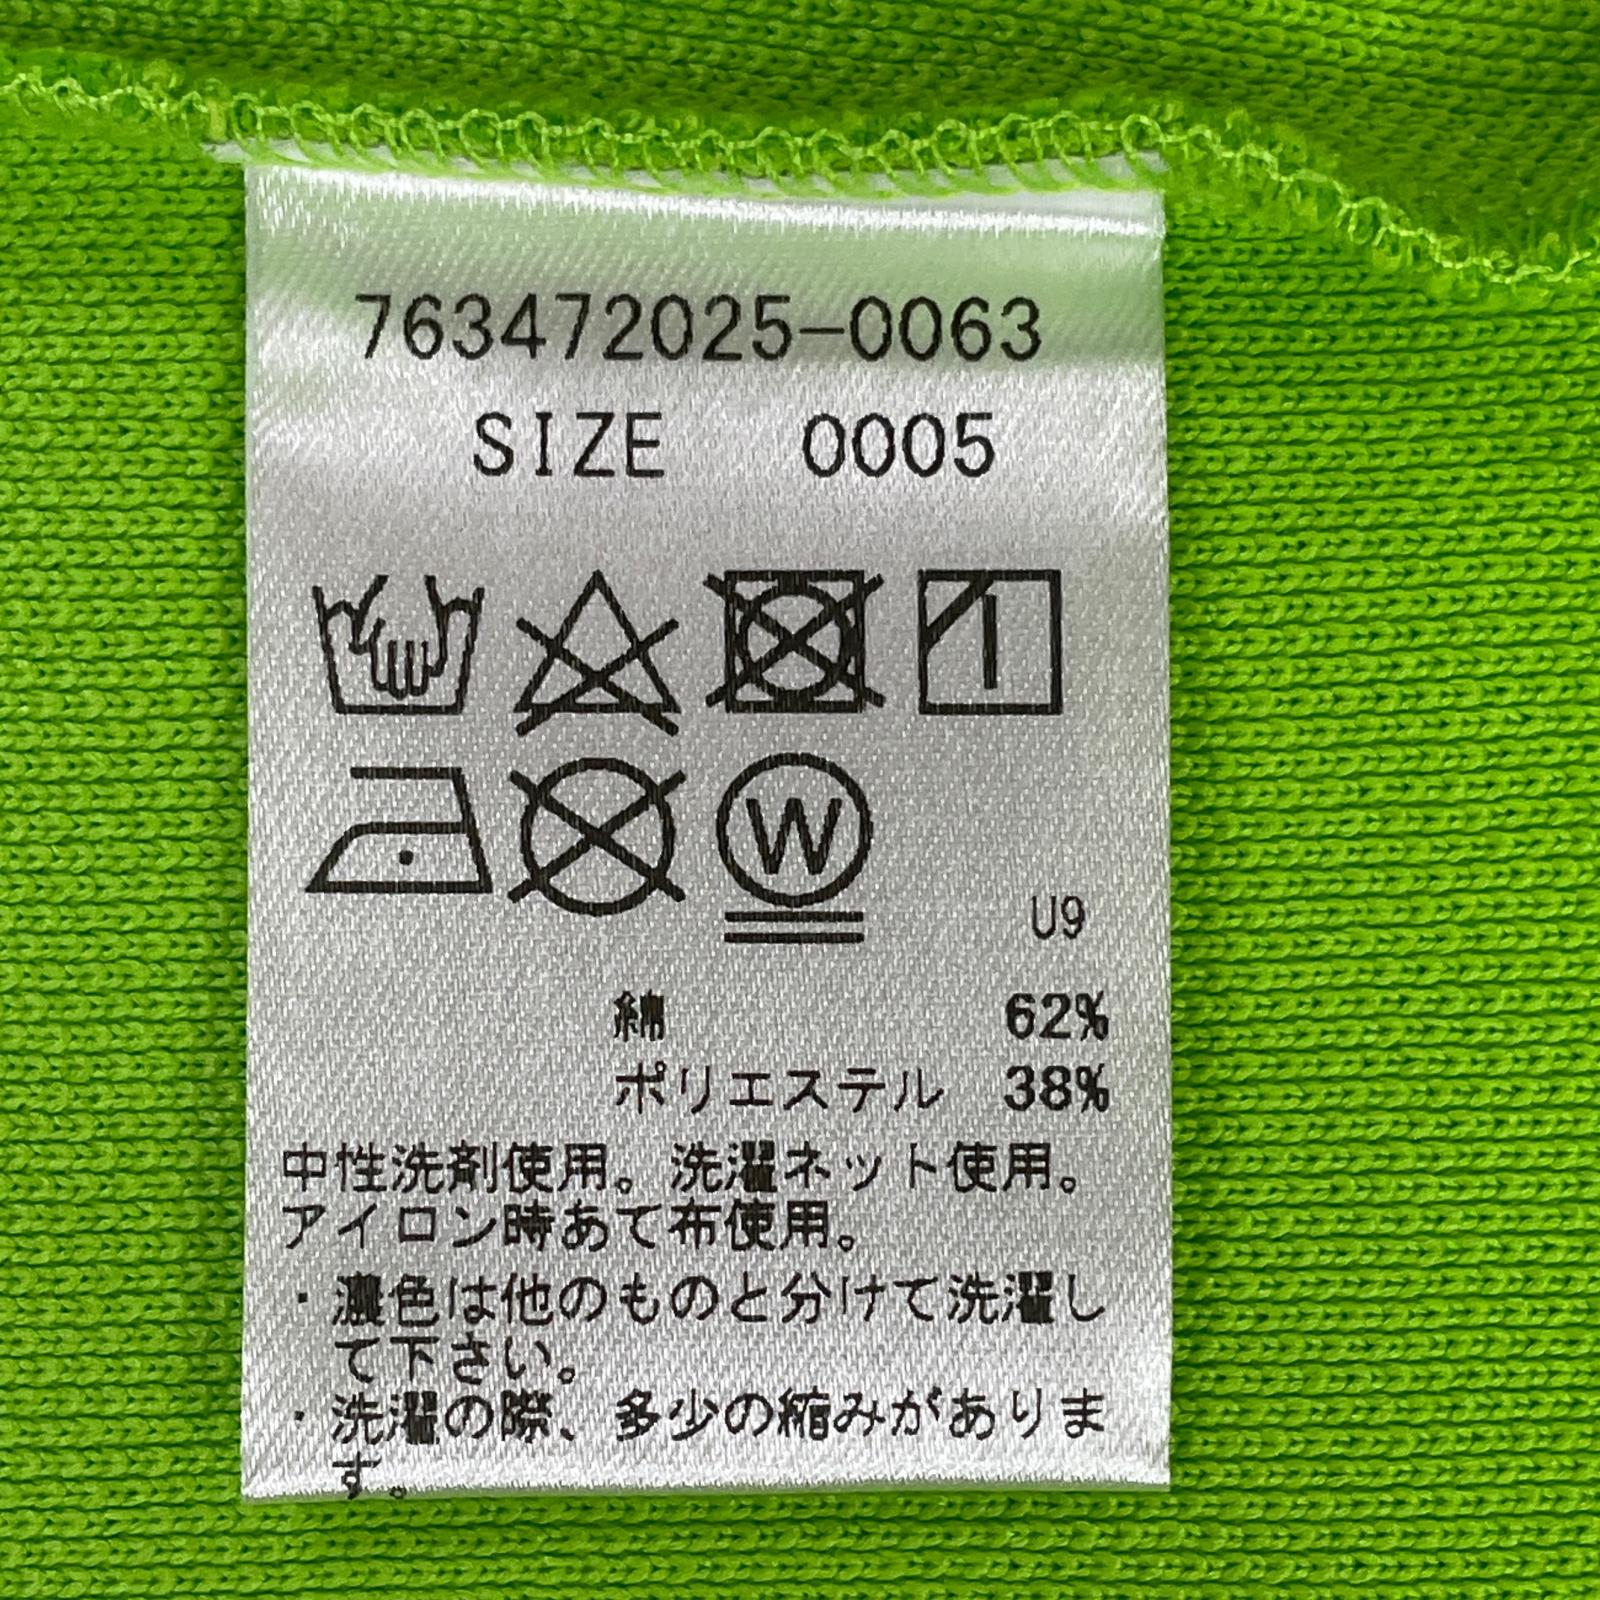 763472025-0063
SIZE 0005
W
U9
綿 62%
ポリエステル 38%
中性洗剤使用。洗濯ネット使用。
アイロン時あて布使用。
・濃色は他のものと分けて洗濯し
て下さい。
・洗濯の際、多少の縮みがありま
す。